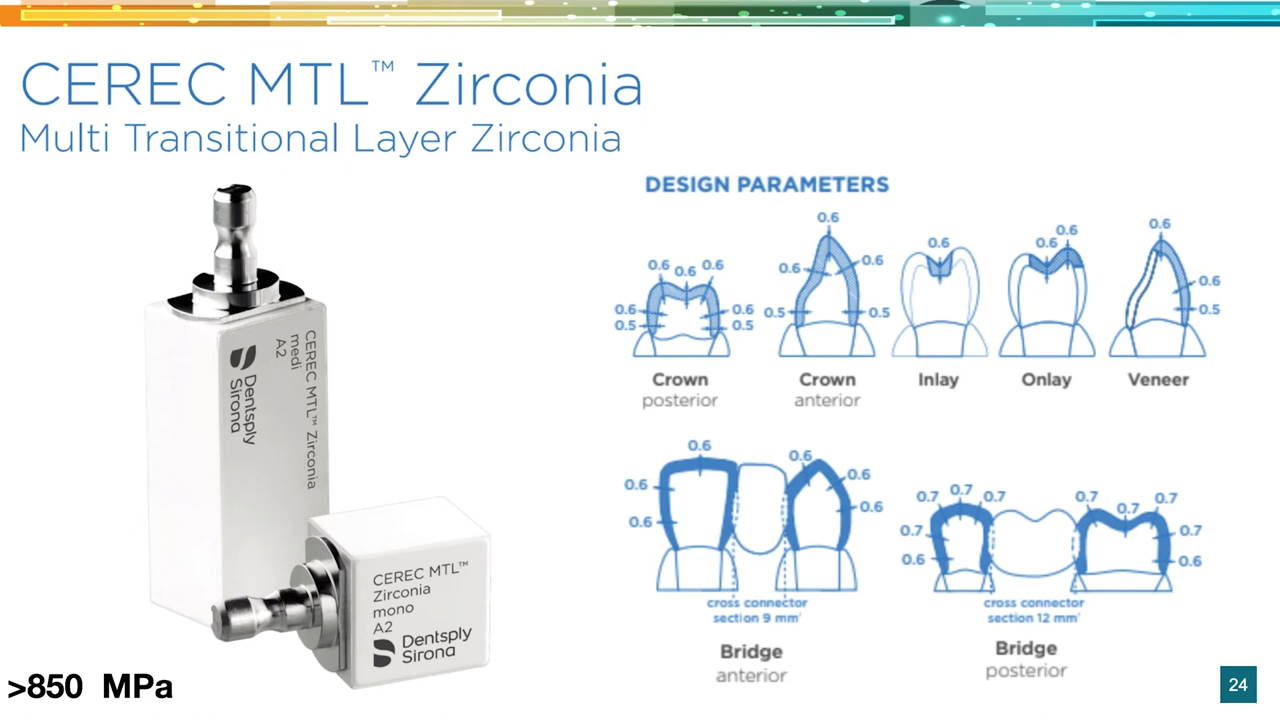 CEREC MTL™ Zirconia
Multi Transitional Layer Zirconia
CEREC MTL™ Zirconia
medi
A2
Dentsply
Sirona
CEREC MTL™
Zirconia
mono
A2
Dentsply
Sirona
>850 MPa
DESIGN PARAMETERS
0.6 0.6 0.6
0.6 0.6
0.5 0.5
Crown
posterior
0.6
0.6 0.6
0.5 0.5
Crown
anterior
0.6
Inlay
0.6 0.6
Onlay
0.6
0.6
0.5
Veneer
0.6 0.6
0.6 0.6
0.6 0.6
cross connector
section 9 mm²
Bridge
anterior
0.7 0.7 0.7 0.7 0.7 0.7
0.7 0.7
0.6 0.6
cross connector
section 12 mm²
Bridge
posterior
24